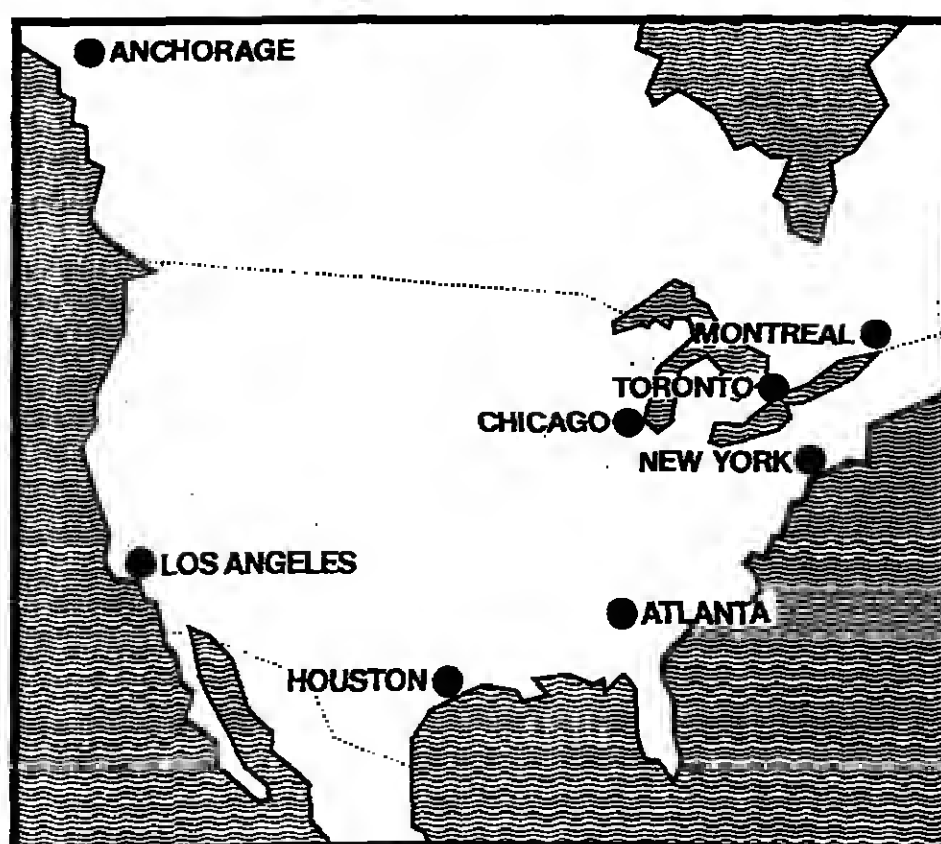 ANCHORAGE
MONTREAL
TORONTO
CHICAGO
NEW YORK
LOS ANGELES
ATLANTA
HOUSTON